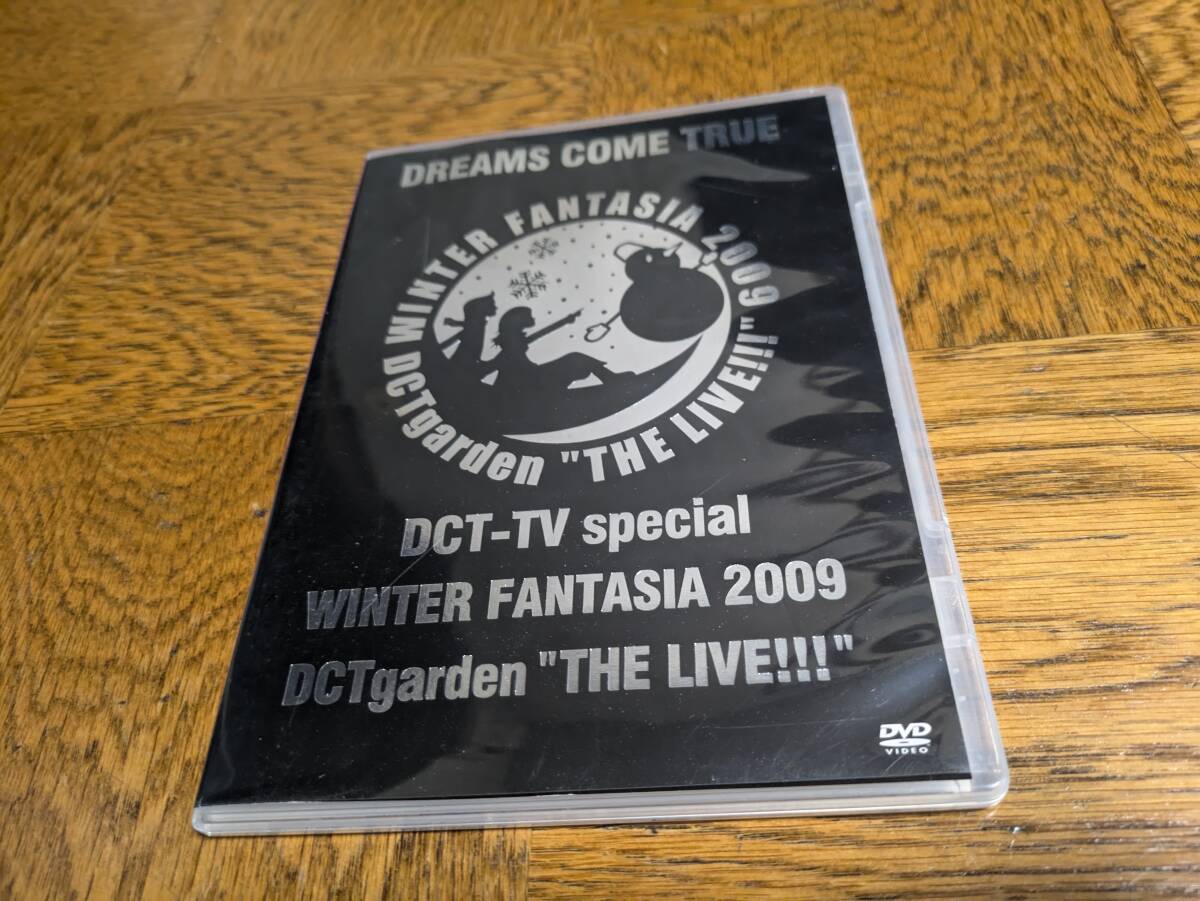 DREAMS COME TRUE
WINTER FANTASIA 2009
DCTgarden "THE LIVE!!!"
DCT-TV special
WINTER FANTASIA 2009
DCTgarden "THE LIVE!!!"
DVD
VIDEO